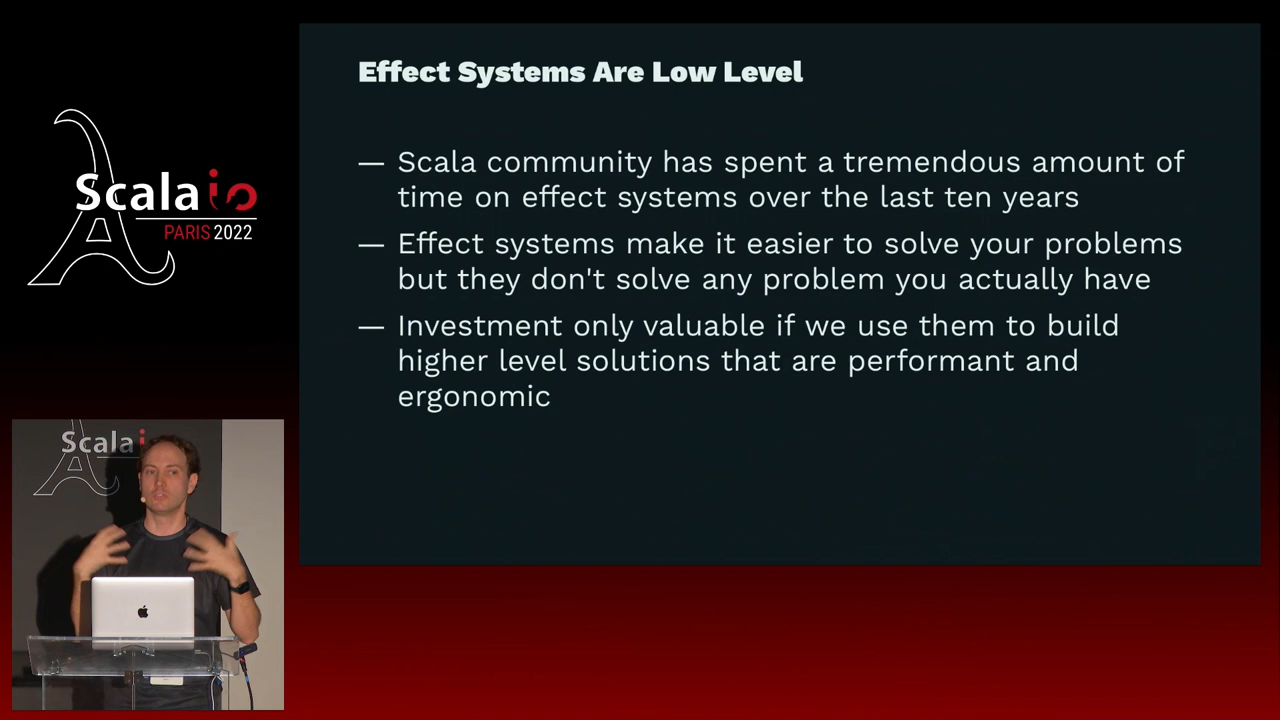 Effect Systems Are Low Level
— Scala community has spent a tremendous amount of
time on effect systems over the last ten years
— Effect systems make it easier to solve your problems
but they don't solve any problem you actually have
— Investment only valuable if we use them to build
higher level solutions that are performant and
ergonomic
Scala io
PARIS 2022
Scala i